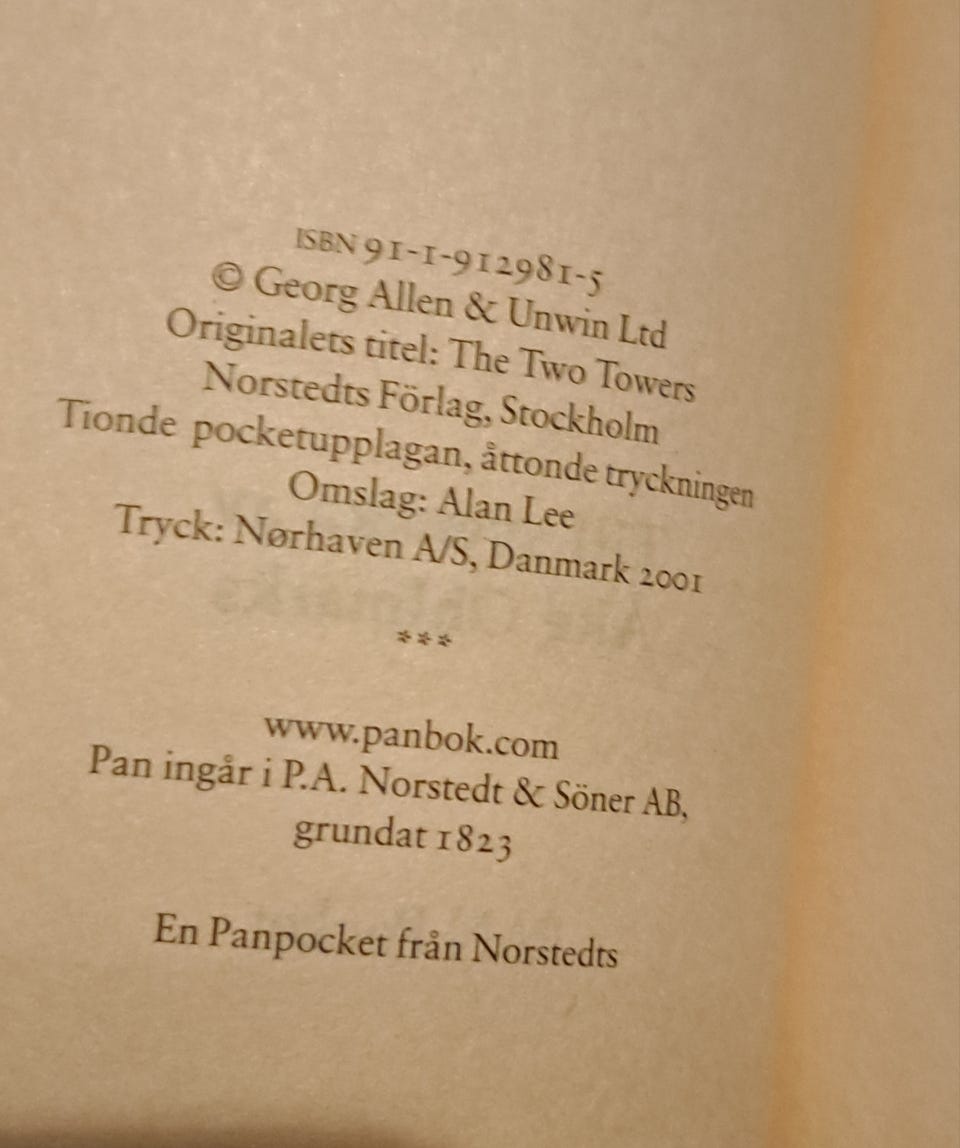 ISBN 91-1-912981-5
© Georg Allen & Unwin Ltd
Originalets titel: The Two Towers
Norstedts Förlag, Stockholm
Tionde pocketupplagan, åttonde tryckningen
Omslag: Alan Lee
Tryck: Nørhaven A/S, Danmark 2001
***
www.panbok.com
Pan ingår i P.A. Norstedt & Söner AB,
grundat 1823
En Panpocket från Norstedts